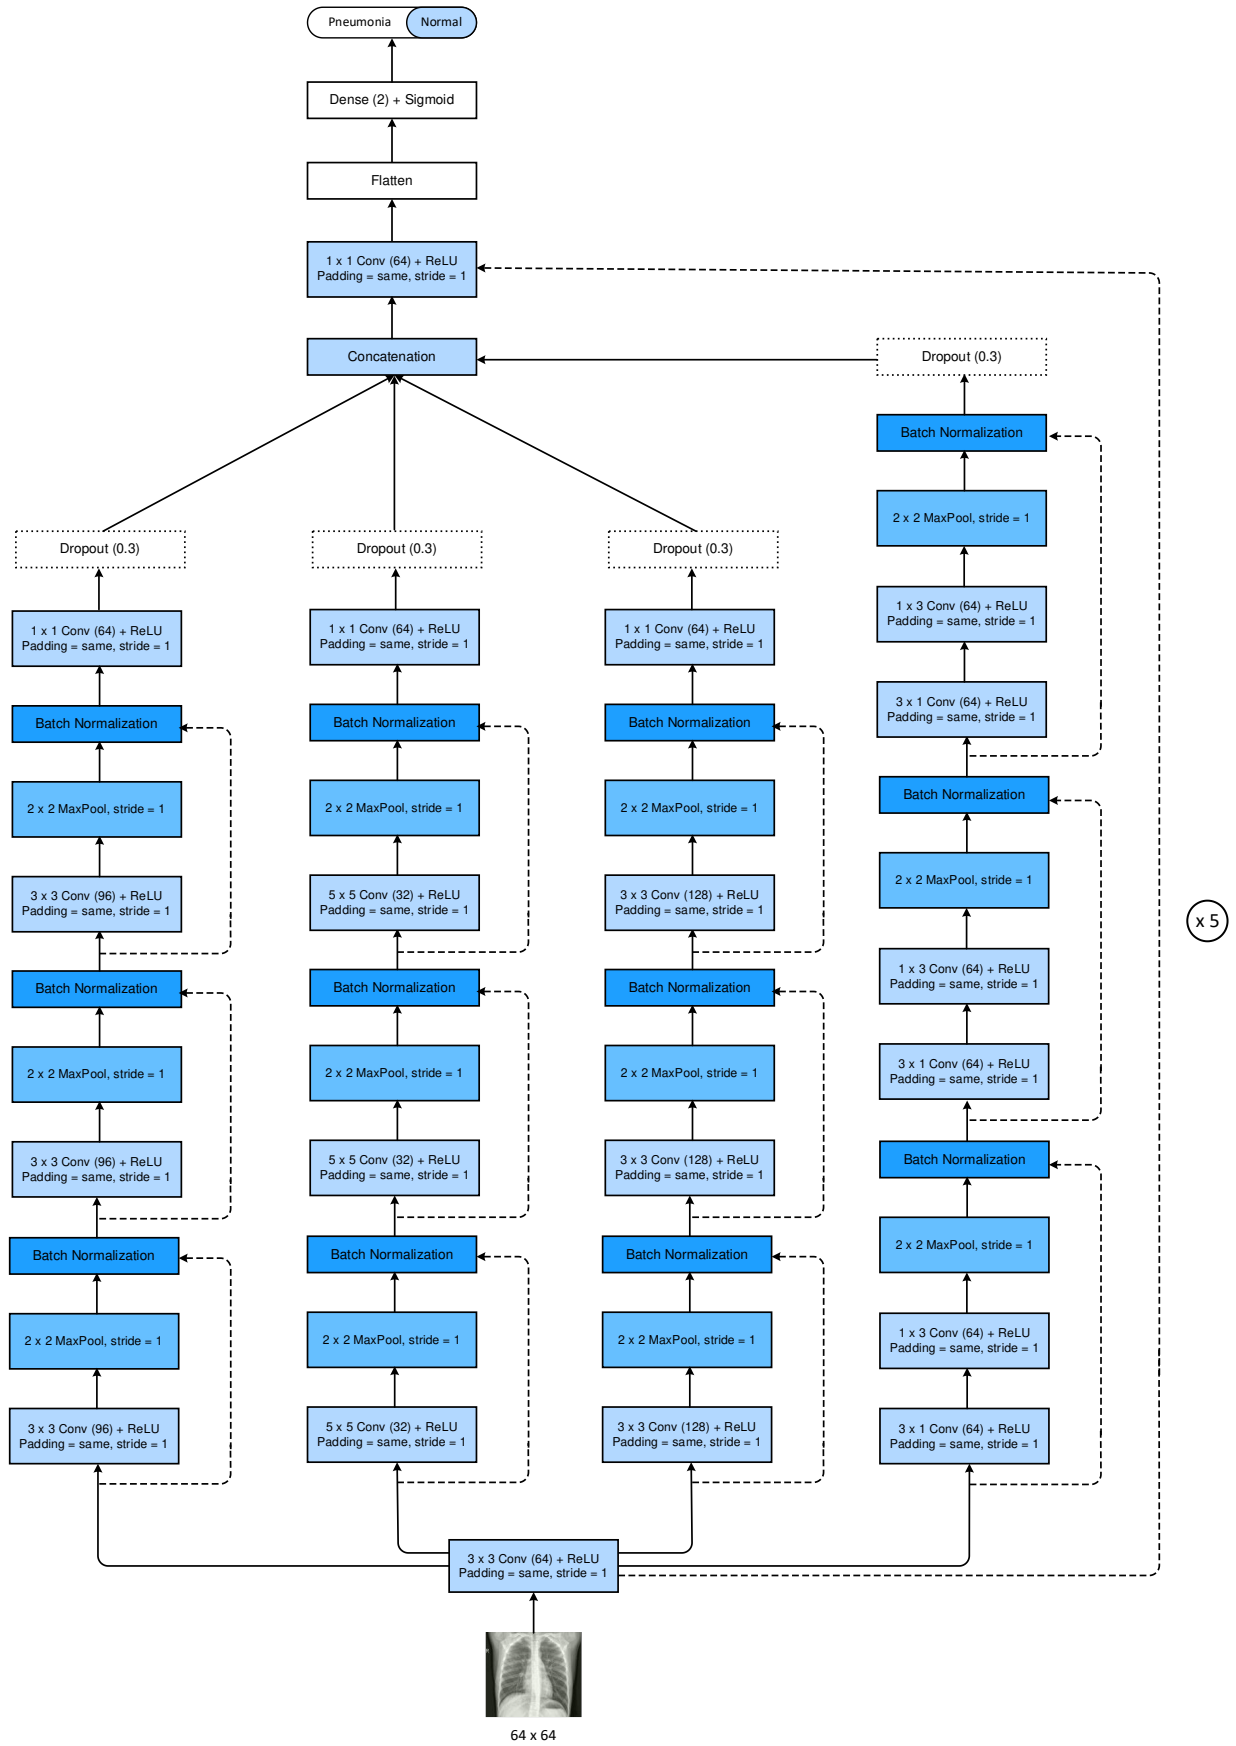 Pneumonia
Normal
Dense (2) + Sigmoid
Flatten
1 x 1 Conv (64) + ReLU
Padding = same, stride = 1
Concatenation
Dropout (0.3)
Batch Normalization
2 x 2 MaxPool, stride = 1
1 x 3 Conv (64) + ReLU
Padding = same, stride = 1
3 x 1 Conv (64) + ReLU
Padding = same, stride = 1
Batch Normalization
2 x 2 MaxPool, stride = 1
1 x 3 Conv (64) + ReLU
Padding = same, stride = 1
3 x 1 Conv (64) + ReLU
Padding = same, stride = 1
Batch Normalization
2 x 2 MaxPool, stride = 1
1 x 3 Conv (64) + ReLU
Padding = same, stride = 1
3 x 1 Conv (64) + ReLU
Padding = same, stride = 1
Dropout (0.3)
1 x 1 Conv (64) + ReLU
Padding = same, stride = 1
Batch Normalization
2 x 2 MaxPool, stride = 1
3 x 3 Conv (96) + ReLU
Padding = same, stride = 1
Batch Normalization
2 x 2 MaxPool, stride = 1
3 x 3 Conv (96) + ReLU
Padding = same, stride = 1
Batch Normalization
2 x 2 MaxPool, stride = 1
3 x 3 Conv (96) + ReLU
Padding = same, stride = 1
Dropout (0.3)
1 x 1 Conv (64) + ReLU
Padding = same, stride = 1
Batch Normalization
2 x 2 MaxPool, stride = 1
5 x 5 Conv (32) + ReLU
Padding = same, stride = 1
Batch Normalization
2 x 2 MaxPool, stride = 1
5 x 5 Conv (32) + ReLU
Padding = same, stride = 1
Batch Normalization
2 x 2 MaxPool, stride = 1
5 x 5 Conv (32) + ReLU
Padding = same, stride = 1
Dropout (0.3)
1 x 1 Conv (64) + ReLU
Padding = same, stride = 1
Batch Normalization
2 x 2 MaxPool, stride = 1
3 x 3 Conv (128) + ReLU
Padding = same, stride = 1
Batch Normalization
2 x 2 MaxPool, stride = 1
3 x 3 Conv (128) + ReLU
Padding = same, stride = 1
Batch Normalization
2 x 2 MaxPool, stride = 1
3 x 3 Conv (128) + ReLU
Padding = same, stride = 1
x 5
3 x 3 Conv (64) + ReLU
Padding = same, stride = 1
64 x 64